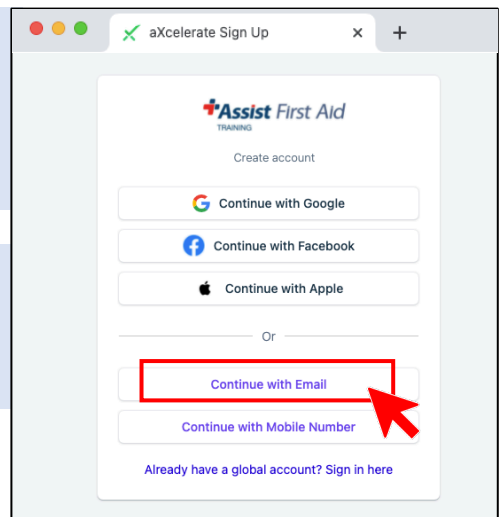 aXcelerate Sign Up
Assist First Aid
TRAINING
Create account
Continue with Google
Continue with Facebook
Continue with Apple
Or
Continue with Email
Continue with Mobile Number
Already have a global account? Sign in here